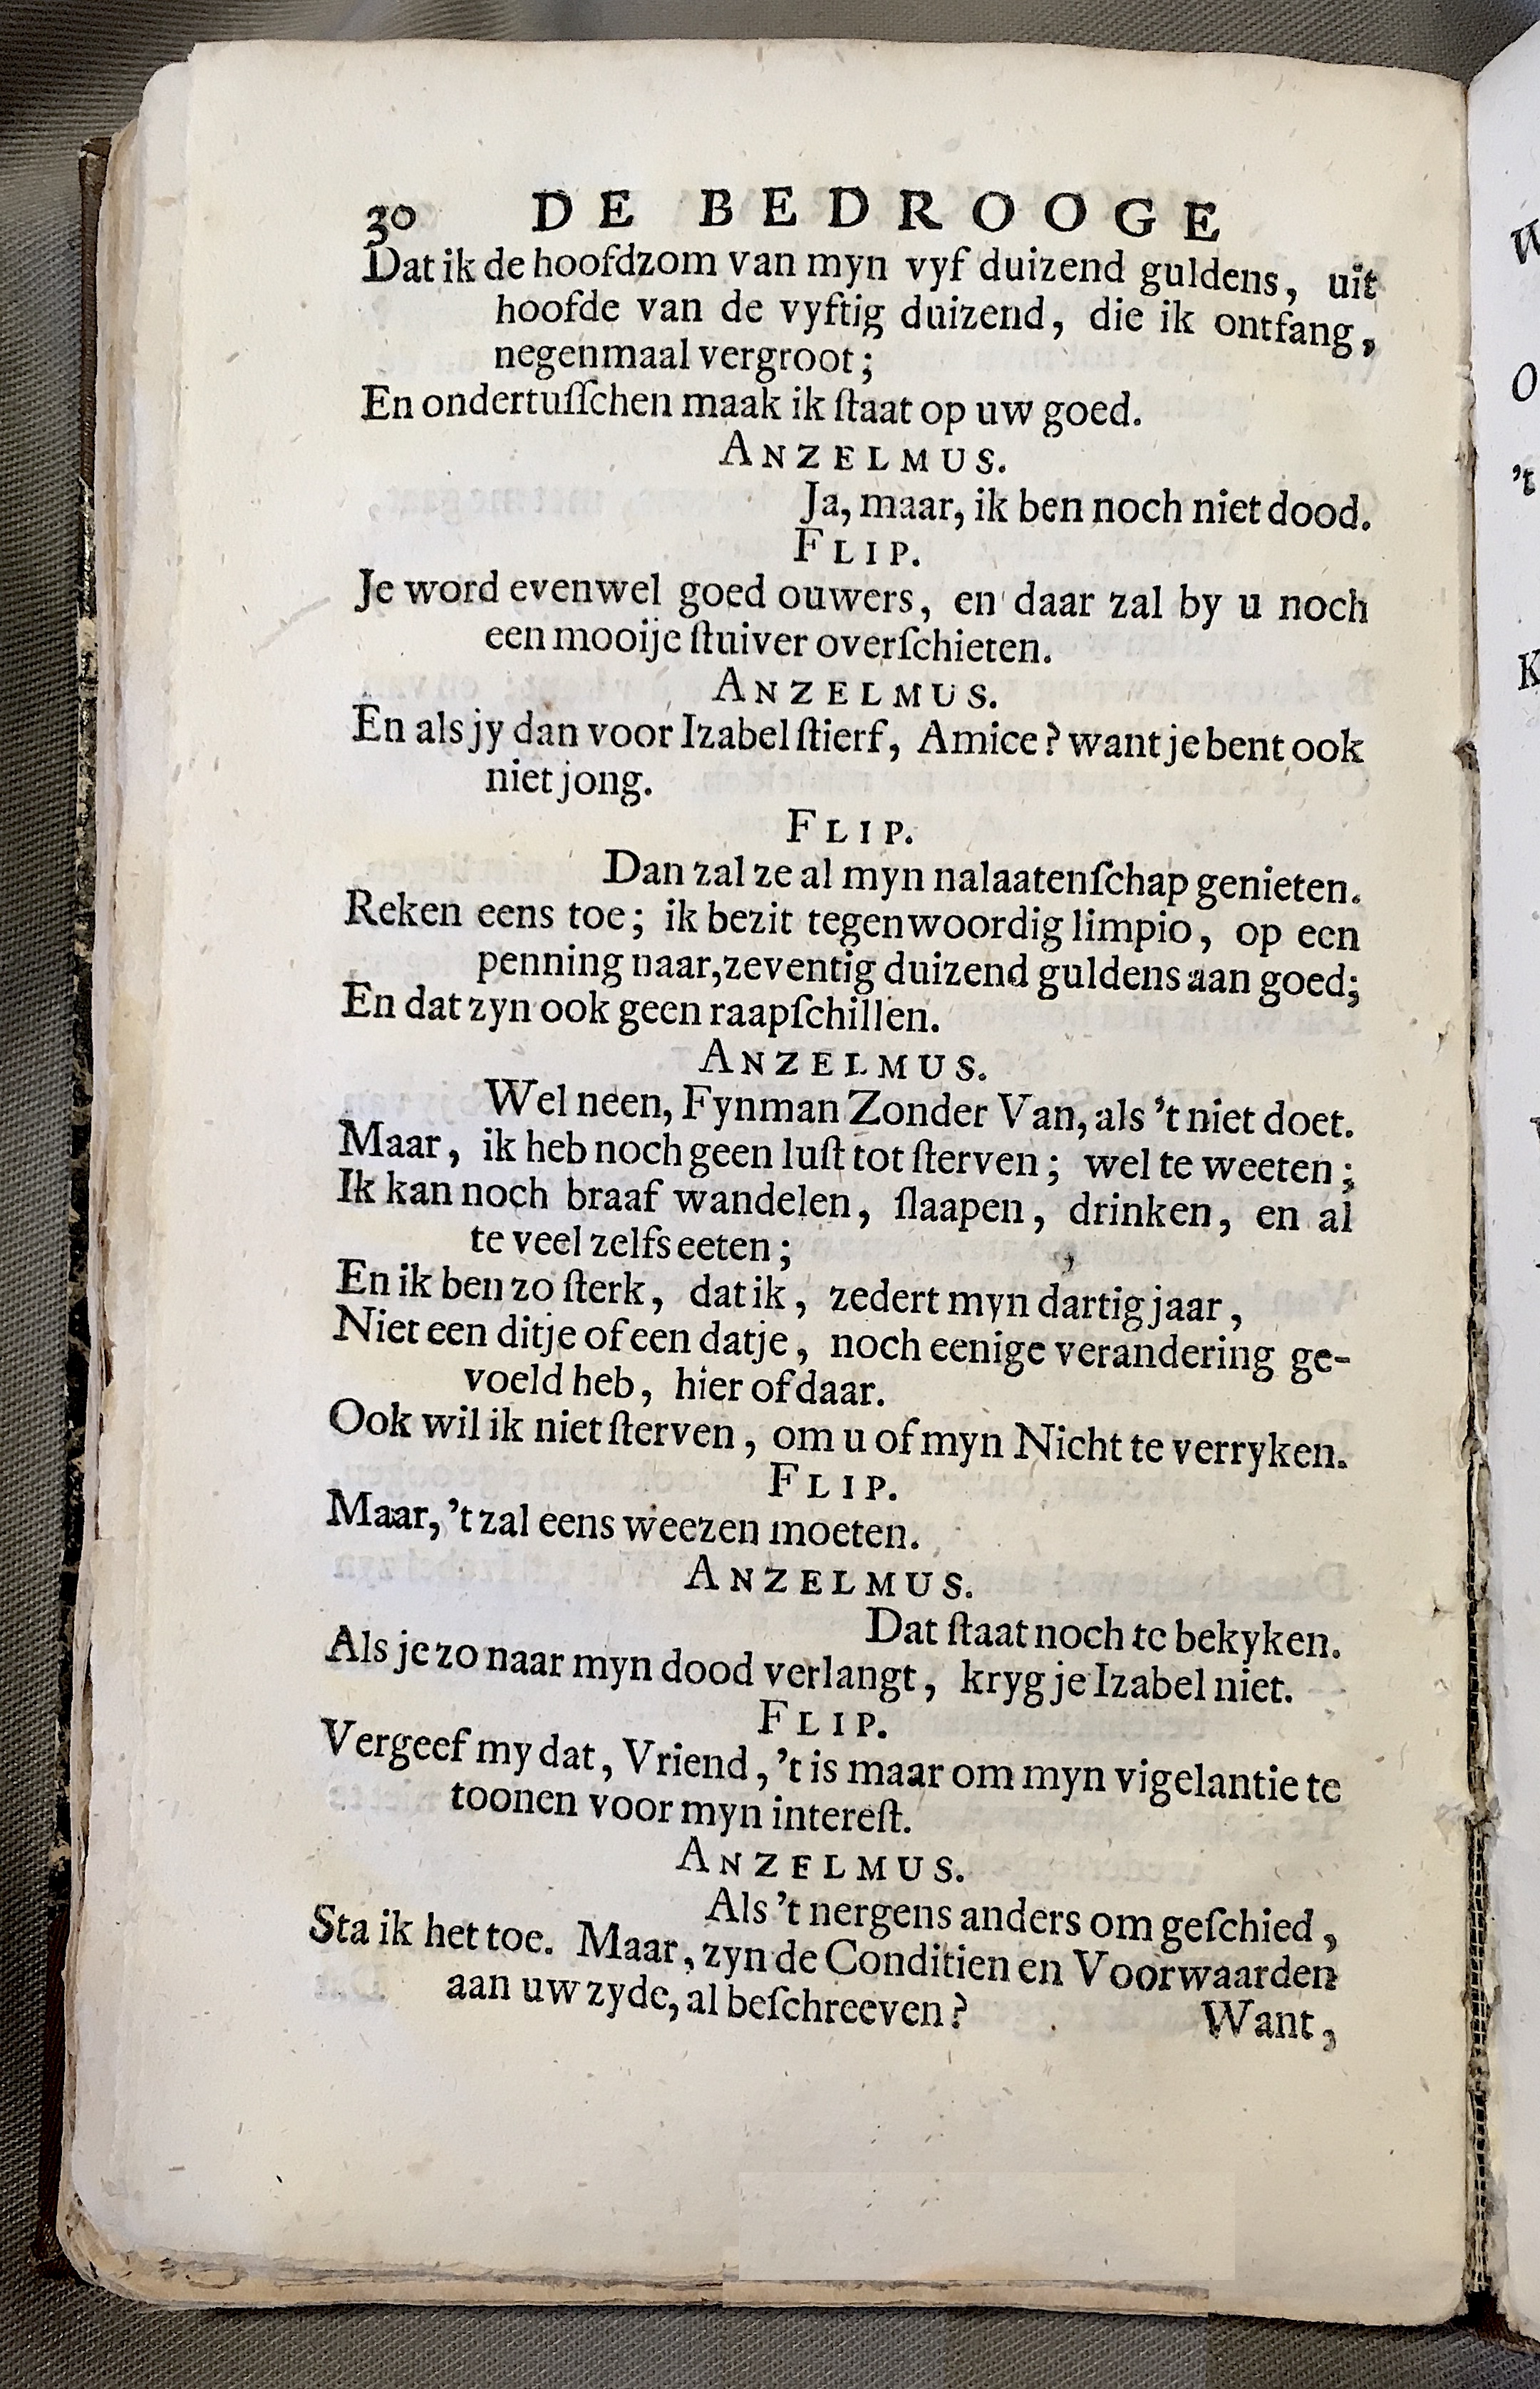 30 DE BEDROOGE
Dat ik de hoofdzom van myn vyf duizend guldens, uit
hoofde van de vyftig duizend, die ik ontfang,
negenmaal vergroot;
En ondertuſſchen maak ik ſtaat op uw goed.
ANZELMUS.
Ja, maar, ik ben noch niet dood.
FLIP.
Je word evenwel goed ouwers, en daar zal by u noch
een mooije ſtuiver overſchieten.
ANZELMUS.
En als jy dan voor Izabel ſtierf, Amice? want je bent ook
niet jong.
FLIP.
Dan zal ze al myn nalaatenſchap genieten.
Reken eens toe; ik bezit tegenwoordig limpio, op een
penning naar, zeventig duizend guldens aan goed;
En dat zyn ook geen raapſchillen.
ANZELMUS.
Wel neen, Fynman Zonder Van, als 't niet doet.
Maar, ik heb noch geen luſt tot ſterven; wel te weeten;
Ik kan noch braaf wandelen, ſlaapen, drinken, en al
te veel zelfs eeten;
En ik ben zo ſterk, dat ik, zedert myn dartig jaar,
Niet een ditje of een datje, noch eenige verandering ge-
voeld heb, hier of daar.
Ook wil ik niet ſterven, om u of myn Nicht te verryken.
FLIP.
Maar, 't zal eens weezen moeten.
ANZELMUS.
Dat ſtaat noch te bekyken.
Als je zo naar myn dood verlangt, kryg je Izabel niet.
FLIP.
Vergeef my dat, Vriend, 't is maar om myn vigelantie te
toonen voor myn intereſt.
ANZELMUS.
Als 't nergens anders om geſchied,
Sta ik het toe. Maar, zyn de Conditien en Voorwaarden
aan uw zyde, al beſchreeven?
Want,
W
O
't
K